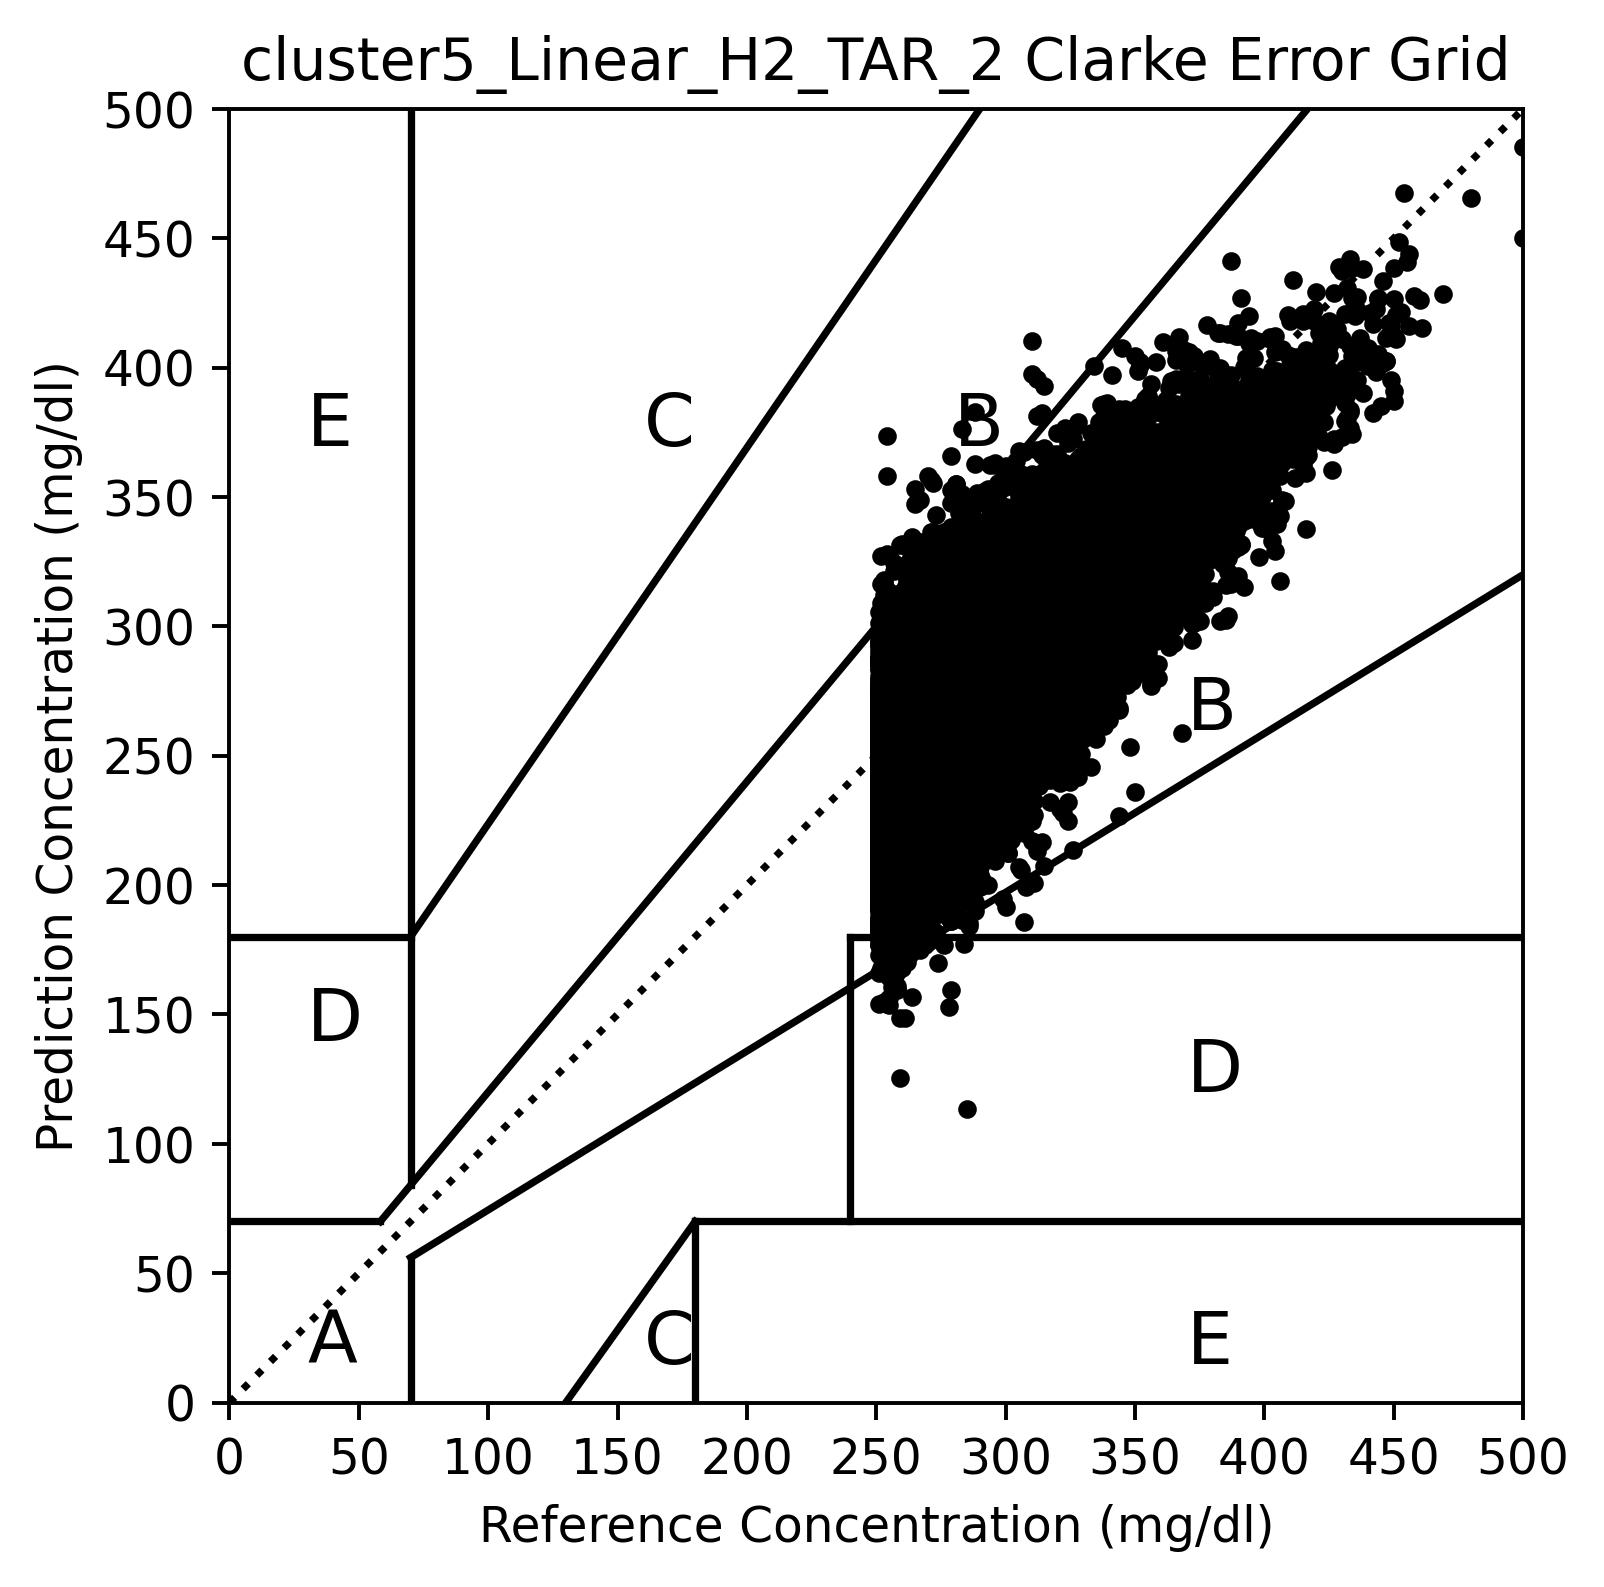 cluster5_Linear_H2_TAR_2 Clarke Error Grid
500
450
400
350
300
250
200
150
100
50
0
Prediction Concentration (mg/dl)
E
C
B
B
D
D
A
C
E
0 50 100 150 200 250 300 350 400 450 500
Reference Concentration (mg/dl)